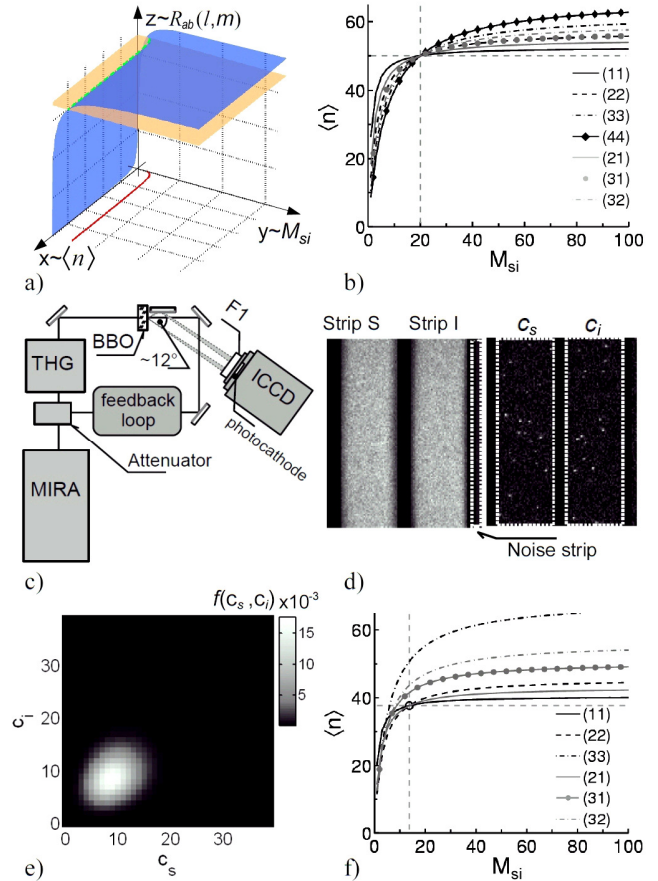 z~R_ab(l,m)
x~⟨n⟩
y~M_si
a)
⟨n⟩
60
40
20
0
0 20 40 60 80 100
M_si
(11)
(22)
(33)
(44)
(21)
(31)
(32)
b)
THG
BBO
~12°
F1
ICCD
photocathode
feedback
loop
Attenuator
MIRA
c)
Strip S
Strip I
c_s
c_i
Noise strip
d)
f(c_s,c_i) x10^-3
15
10
5
0
c_i
30
20
10
0
0 10 20 30
c_s
e)
⟨n⟩
60
40
20
0
0 20 40 60 80 100
M_si
(11)
(22)
(33)
(21)
(31)
(32)
f)